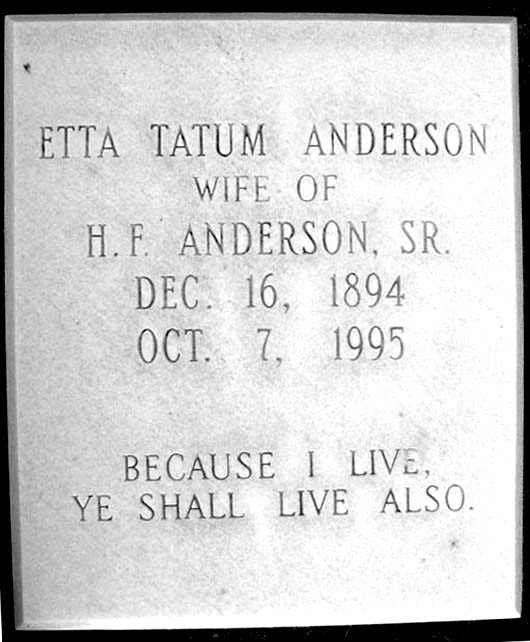 ETTA TATUM ANDERSON
WIFE OF
H. F. ANDERSON, SR.
DEC. 16, 1894
OCT. 7, 1995
BECAUSE I LIVE,
YE SHALL LIVE ALSO.